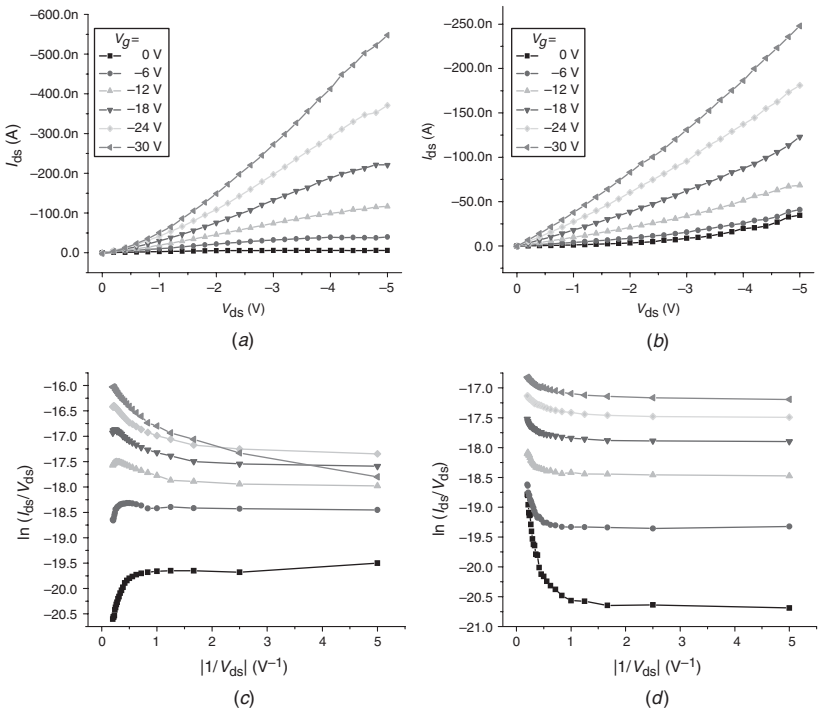 −600.0n
−500.0n
−400.0n
−300.0n
−200.0n
−100.0n
0.0
Ids (A)
Vg=
0 V
−6 V
−12 V
−18 V
−24 V
−30 V
0
−1
−2
−3
−4
−5
Vds (V)
(a)
−250.0n
−200.0n
−150.0n
−100.0n
−50.0n
−0.0
Ids (A)
Vg=
0 V
−6 V
−12 V
−18 V
−24 V
−30 V
0
−1
−2
−3
−4
−5
Vds (V)
(b)
−16.0
−16.5
−17.0
−17.5
−18.0
−18.5
−19.0
−19.5
−20.0
−20.5
ln (Ids/Vds)
0
1
2
3
4
5
|1/Vds| (V−1)
(c)
−17.0
−17.5
−18.0
−18.5
−19.0
−19.5
−20.0
−20.5
−21.0
ln (Ids/Vds)
0
1
2
3
4
5
|1/Vds| (V−1)
(d)